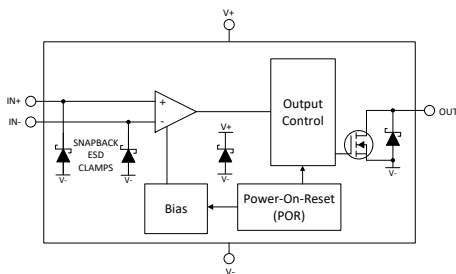 V+
IN+
IN-
+
-
SNAPBACK
ESD
CLAMPS
V-
V-
V+
V-
Output
Control
OUT
V-
Bias
Power-On-Reset
(POR)
V-